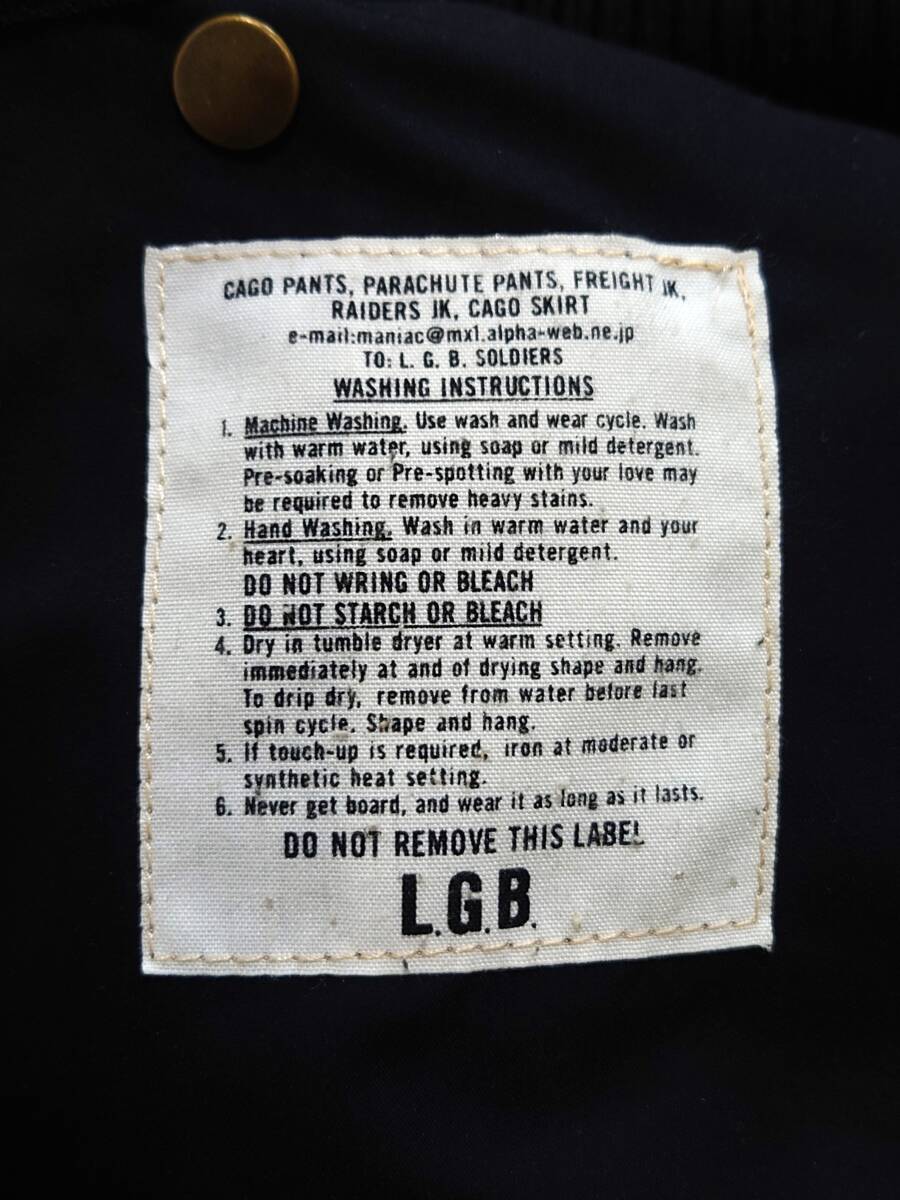 CAGO PANTS, PARACHUTE PANTS, FREIGHT JK,
RAIDERS JK, CAGO SKIRT
e-mail:maniac@mx1.alpha-web.ne.jp
TO: L. G. B. SOLDIERS
WASHING INSTRUCTIONS
1. Machine Washing. Use wash and wear cycle. Wash
with warm water, using soap or mild detergent.
Pre-soaking or Pre-spotting with your love may
be required to remove heavy stains.
2. Hand Washing. Wash in warm water and your
heart, using soap or mild detergent.
DO NOT WRING OR BLEACH
3. DO NOT STARCH OR BLEACH
4. Dry in tumble dryer at warm setting. Remove
immediately at and of drying shape and hang.
To drip dry, remove from water before last
spin cycle. Shape and hang.
5. If touch-up is required, iron at moderate or
synthetic heat setting.
6. Never get board, and wear it as long as it lasts.
DO NOT REMOVE THIS LABEL
L.G.B.